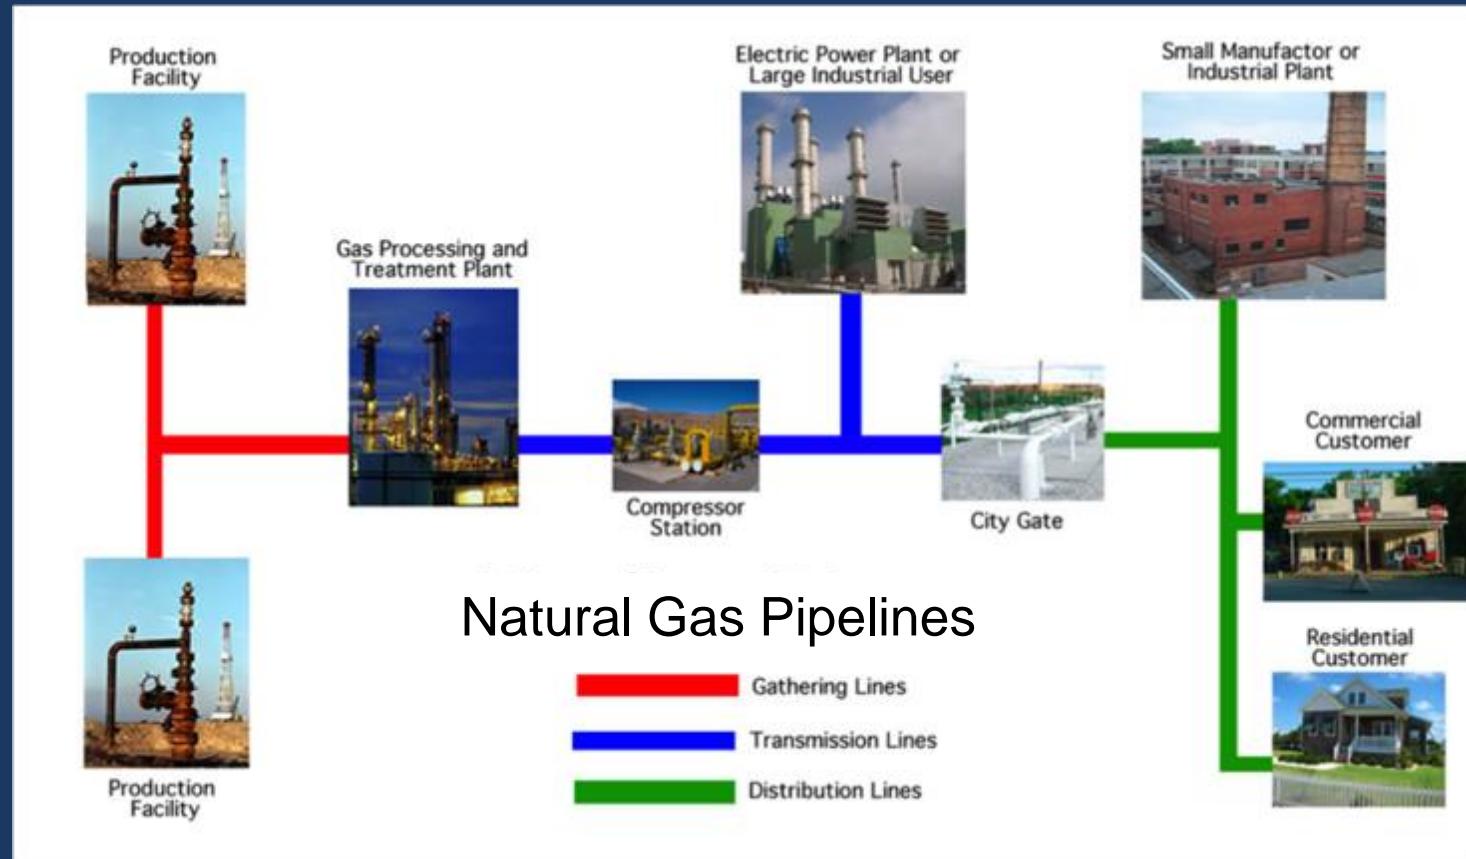 Production
Facility
Electric Power Plant or
Large Industrial User
Small Manufactor or
Industrial Plant
Gas Processing and
Treatment Plant
Compressor
Station
City Gate
Commercial
Customer
Residential
Customer
Production
Facility
Natural Gas Pipelines
Gathering Lines
Transmission Lines
Distribution Lines